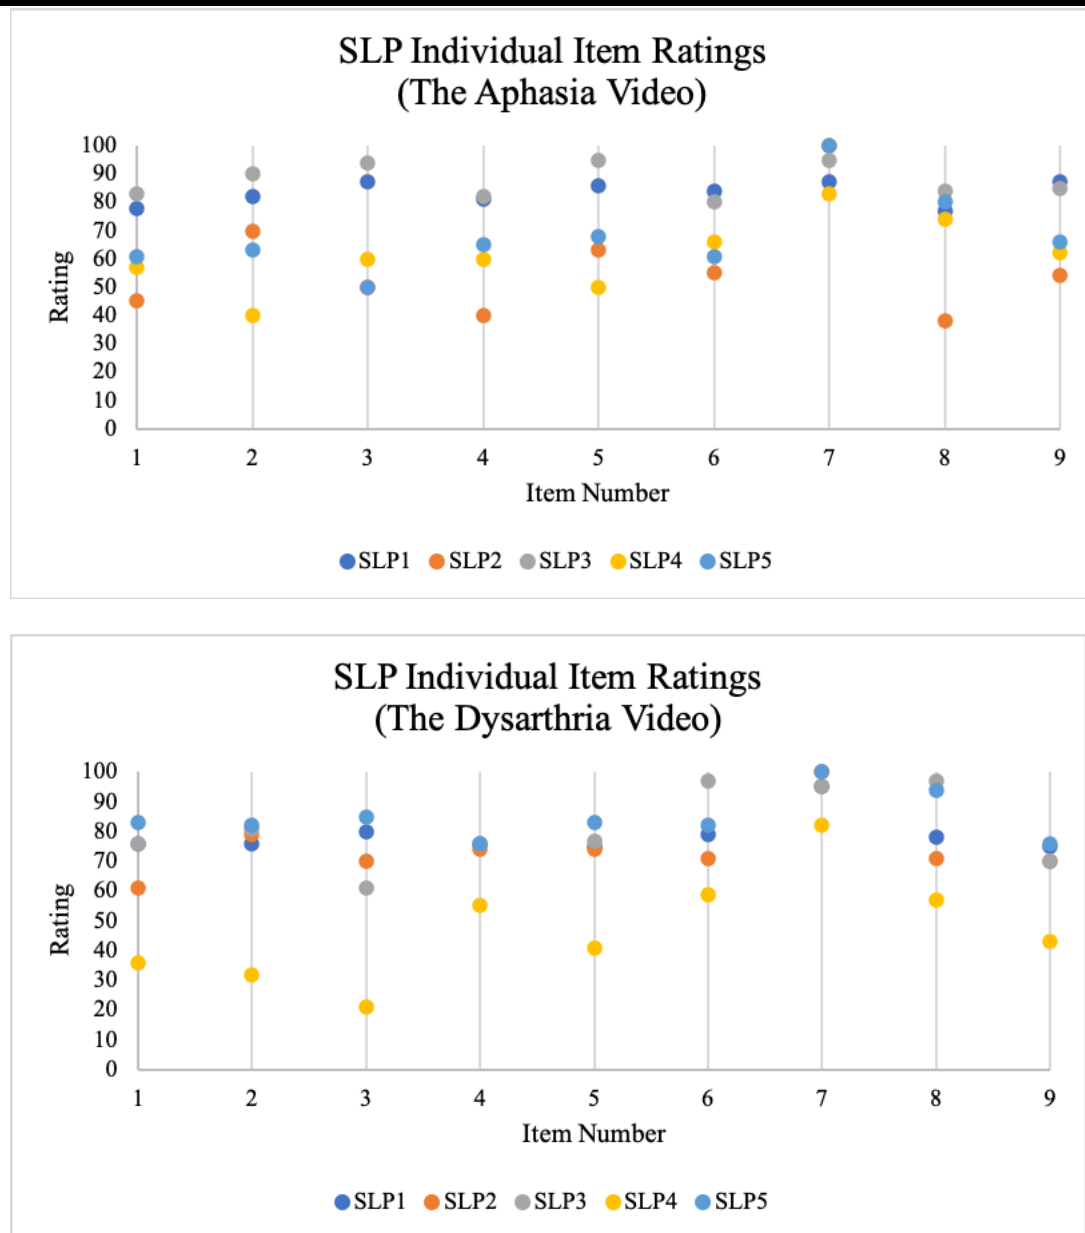 SLP Individual Item Ratings
(The Aphasia Video)
100
90
80
70
60
50
40
30
20
10
0
Rating
1 2 3 4 5 6 7 8 9
Item Number
SLP1 SLP2 SLP3 SLP4 SLP5
SLP Individual Item Ratings
(The Dysarthria Video)
100
90
80
70
60
50
40
30
20
10
0
Rating
1 2 3 4 5 6 7 8 9
Item Number
SLP1 SLP2 SLP3 SLP4 SLP5